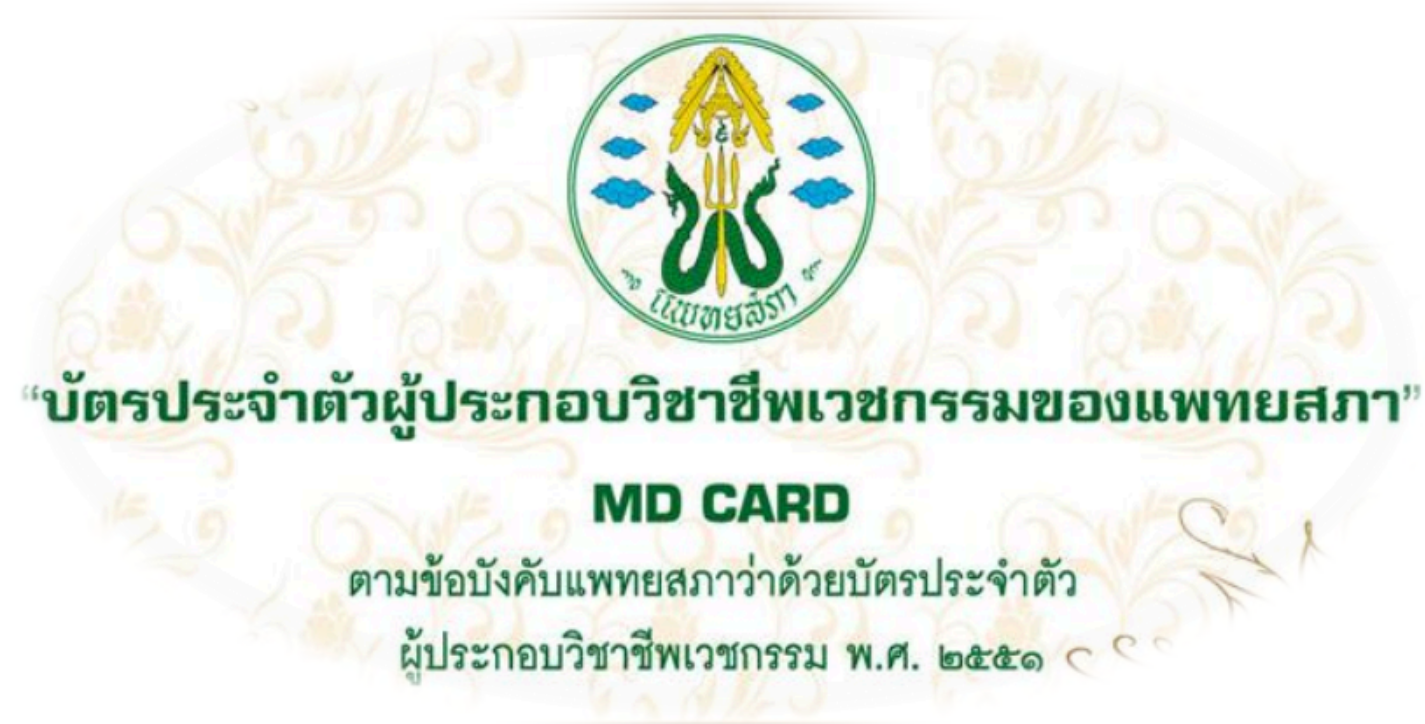 แพทยสภา
“บัตรประจำตัวผู้ประกอบวิชาชีพเวชกรรมของแพทยสภา”
MD CARD
ตามข้อบังคับแพทยสภาว่าด้วยบัตรประจำตัว
ผู้ประกอบวิชาชีพเวชกรรม พ.ศ. ๒๕๕๑